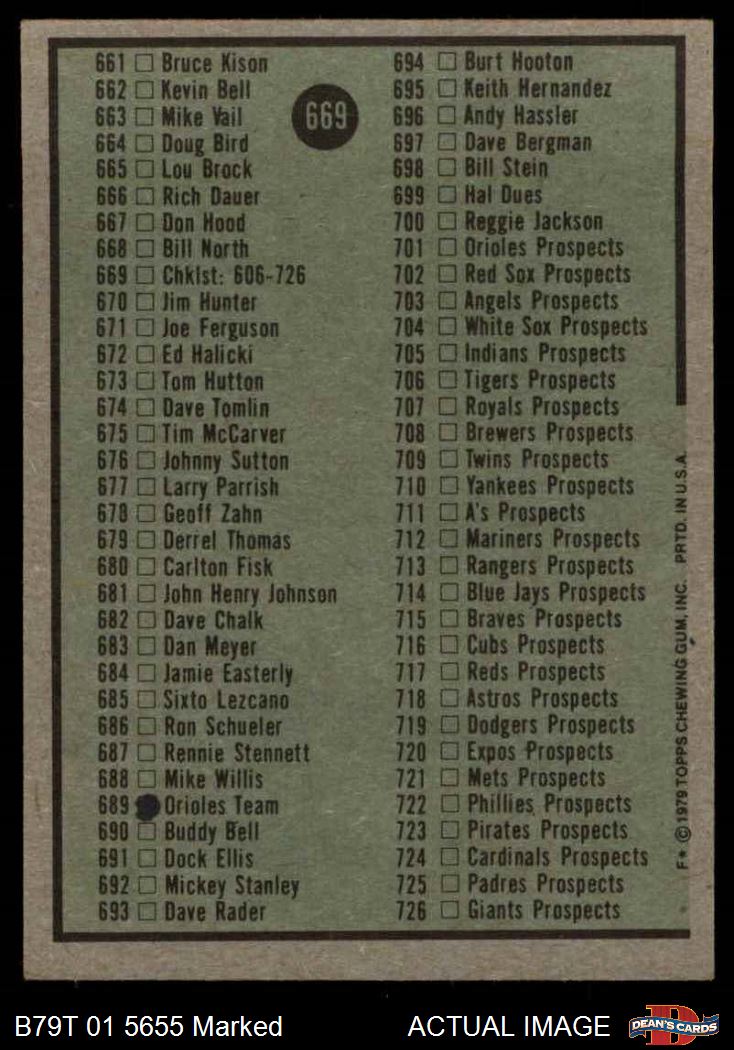 661 Bruce Kison
662 Kevin Bell
663 Mike Vail
664 Doug Bird
665 Lou Brock
666 Rich Dauer
667 Don Hood
668 Bill North
669 Chklst: 606-726
670 Jim Hunter
671 Joe Ferguson
672 Ed Halicki
673 Tom Hutton
674 Dave Tomlin
675 Tim McCarver
676 Johnny Sutton
677 Larry Parrish
678 Geoff Zahn
679 Derrel Thomas
680 Carlton Fisk
681 John Henry Johnson
682 Dave Chalk
683 Dan Meyer
684 Jamie Easterly
685 Sixto Lezcano
686 Ron Schueler
687 Rennie Stennett
688 Mike Willis
689 Orioles Team
690 Buddy Bell
691 Dock Ellis
692 Mickey Stanley
693 Dave Rader
669
694 Burt Hooton
695 Keith Hernandez
696 Andy Hassler
697 Dave Bergman
698 Bill Stein
699 Hal Dues
700 Reggie Jackson
701 Orioles Prospects
702 Red Sox Prospects
703 Angels Prospects
704 White Sox Prospects
705 Indians Prospects
706 Tigers Prospects
707 Royals Prospects
708 Brewers Prospects
709 Twins Prospects
710 Yankees Prospects
711 A's Prospects
712 Mariners Prospects
713 Rangers Prospects
714 Blue Jays Prospects
715 Braves Prospects
716 Cubs Prospects
717 Reds Prospects
718 Astros Prospects
719 Dodgers Prospects
720 Expos Prospects
721 Mets Prospects
722 Phillies Prospects
723 Pirates Prospects
724 Cardinals Prospects
725 Padres Prospects
726 Giants Prospects
F* ©1979 TOPPS CHEWING GUM, INC. PRTD. IN U.S.A.
B79T 01 5655 Marked
ACTUAL IMAGE
D
DEAN'S CARDS